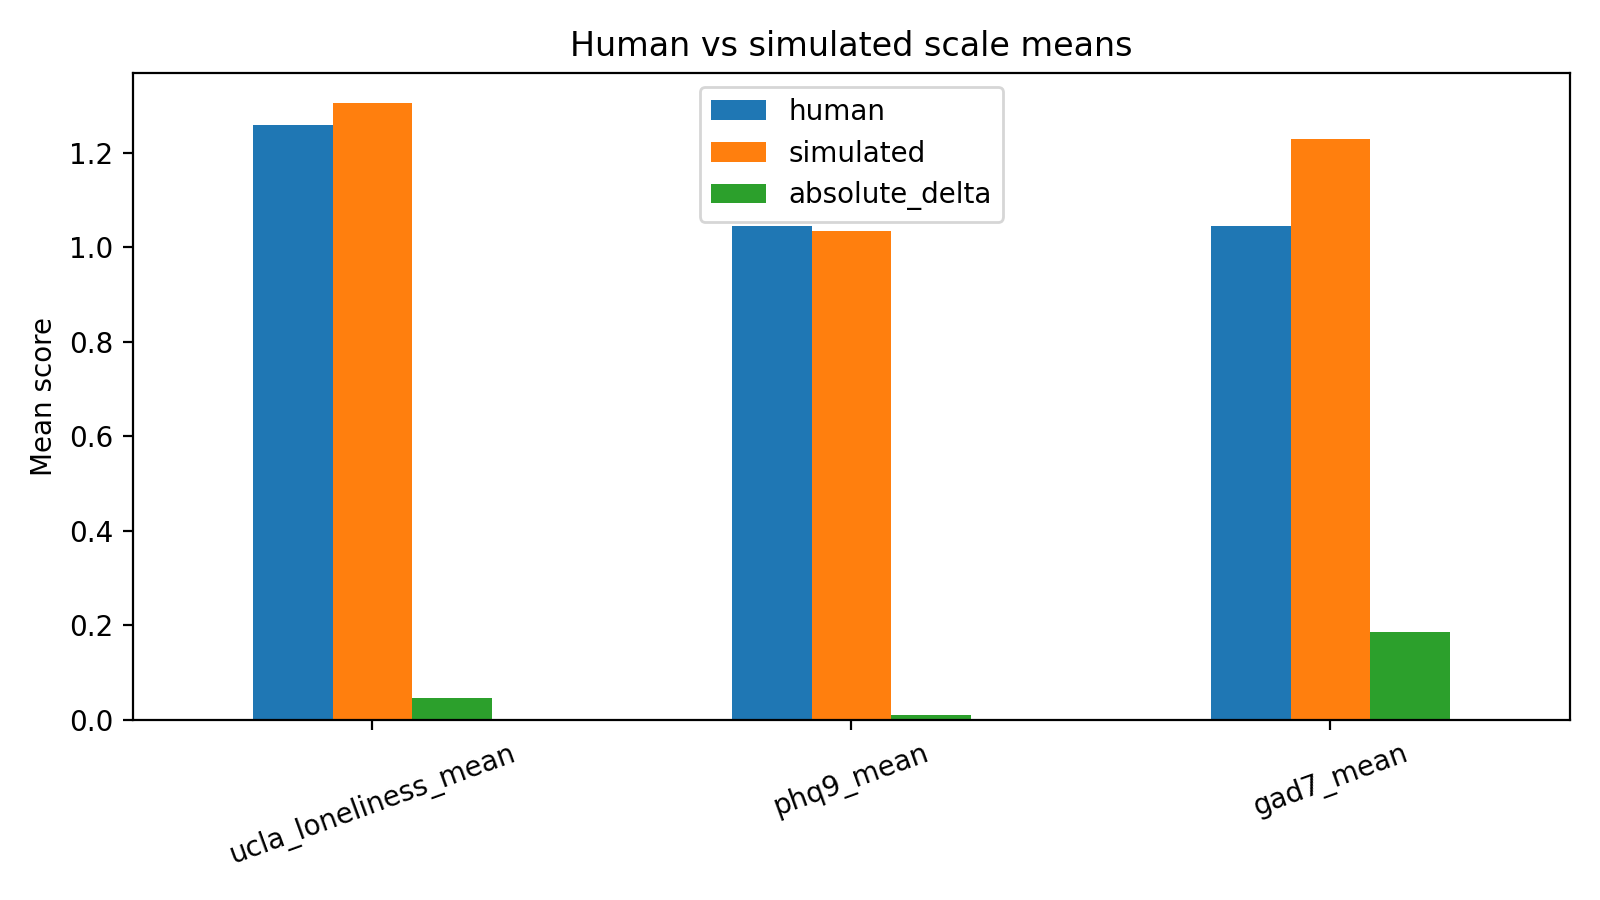 Human vs simulated scale means
human
simulated
absolute_delta
Mean score
1.2
1.0
0.8
0.6
0.4
0.2
0.0
ucla_loneliness_mean
phq9_mean
gad7_mean